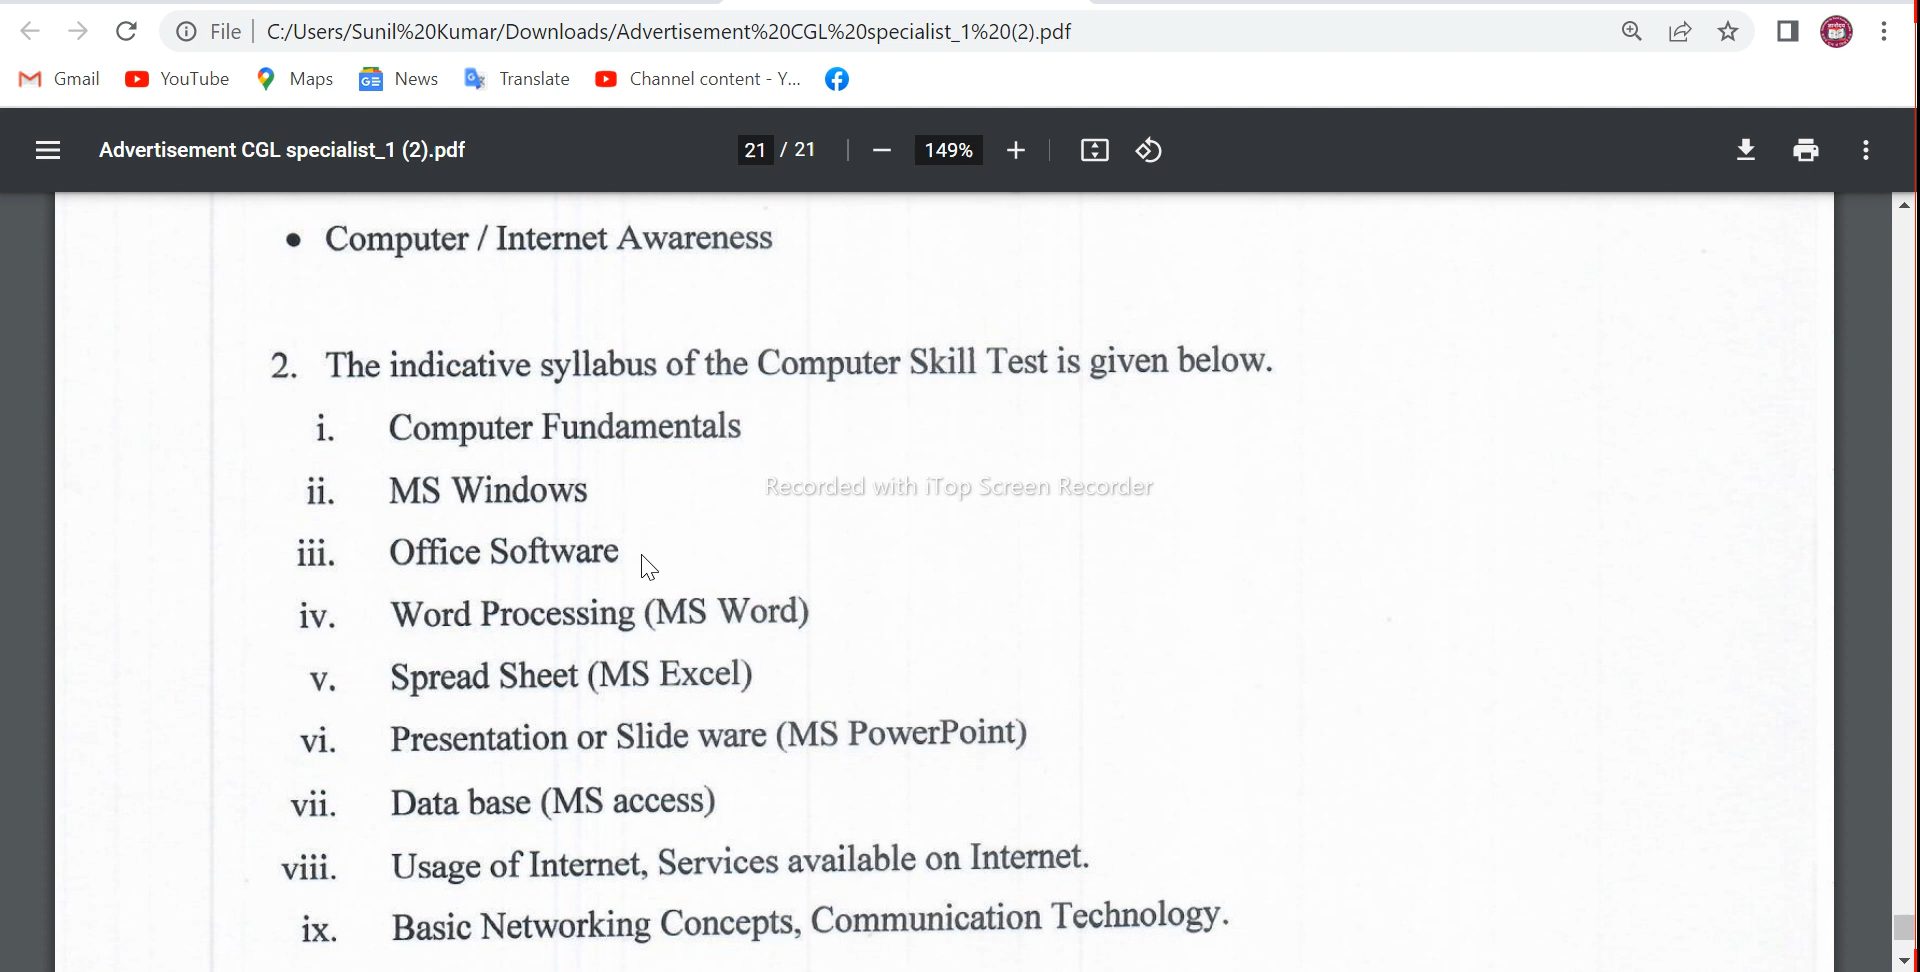 File
C:/Users/Sunil%20Kumar/Downloads/Advertisement%20CGL%20specialist_1%20(2).pdf
Gmail YouTube Maps News Translate Channel content - Y...
Advertisement CGL specialist_1 (2).pdf 21 / 21 149%
• Computer / Internet Awareness
2. The indicative syllabus of the Computer Skill Test is given below.
i. Computer Fundamentals
ii. MS Windows
Recorded with iTop Screen Recorder
iii. Office Software
iv. Word Processing (MS Word)
v. Spread Sheet (MS Excel)
vi. Presentation or Slide ware (MS PowerPoint)
vii. Data base (MS access)
viii. Usage of Internet, Services available on Internet.
ix. Basic Networking Concepts, Communication Technology.